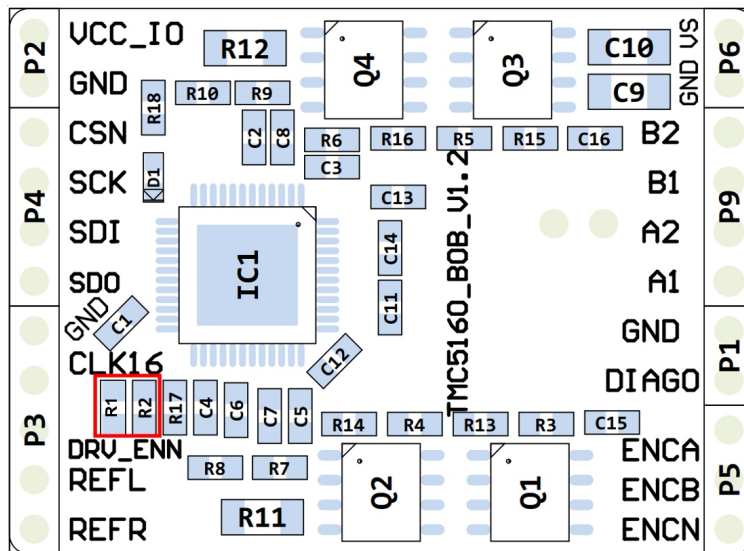 P2
VCC_IO
R12
Q4
Q3
C10
GND VS
P6
GND
R18
R10
R9
C9
CSN
C2
C8
R6
R16
R5
R15
C16
B2
P4
SCK
D1
C3
C13
B1
P9
SDI
IC1
C14
A2
SDO
C11
A1
GND
C1
C12
GND
P1
CLK16
DIAGO
TMC5160_BOB_V1.2
P3
R1
R2
R17
C4
C6
C7
C5
R14
R4
R13
R3
C15
DRV_ENN
ENCA
P5
REFL
R8
R7
Q2
Q1
ENCB
REFR
R11
ENCN